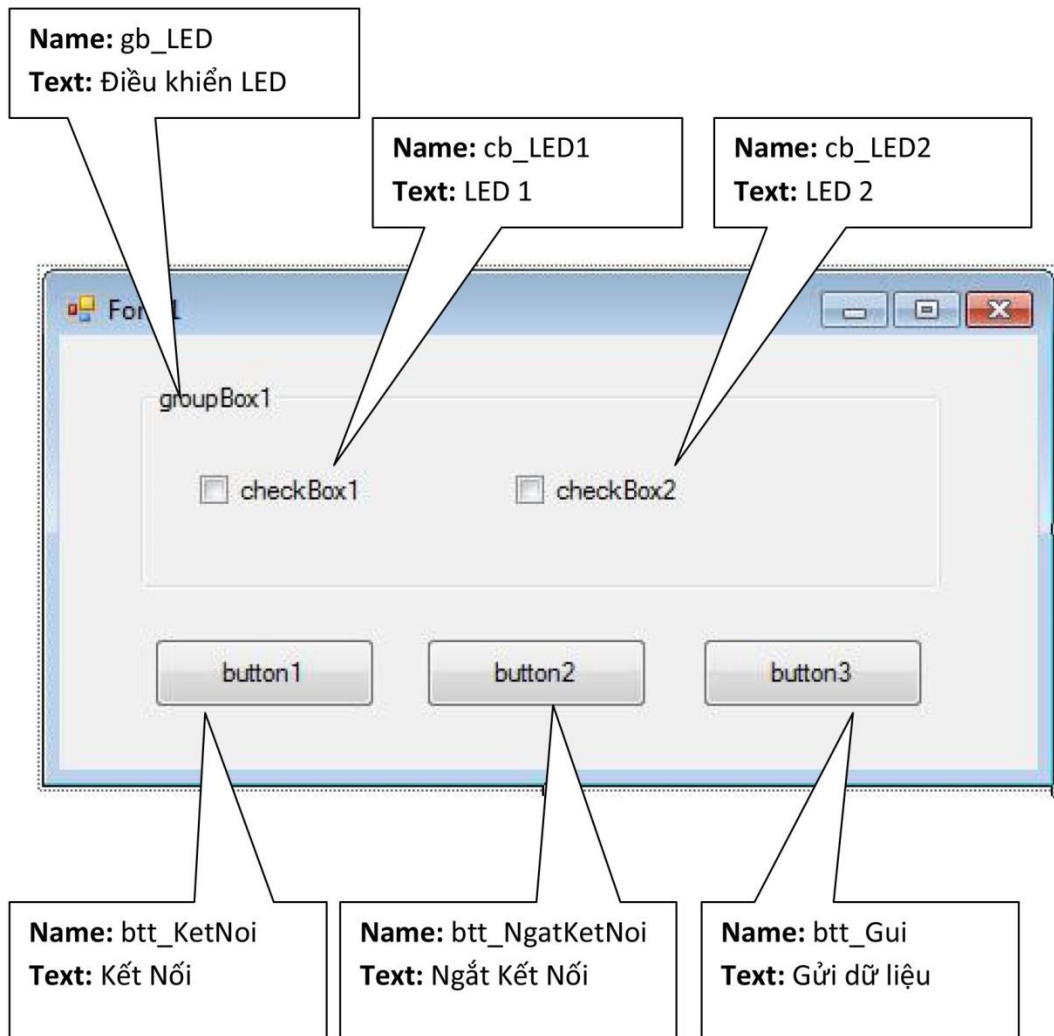 Name: gb_LED
Text: Điều khiển LED
Name: cb_LED1
Text: LED 1
Name: cb_LED2
Text: LED 2
groupBox1
checkBox1
checkBox2
button1
button2
button3
Name: btt_KetNoi
Text: Kết Nối
Name: btt_NgatKetNoi
Text: Ngắt Kết Nối
Name: btt_Gui
Text: Gửi dữ liệu